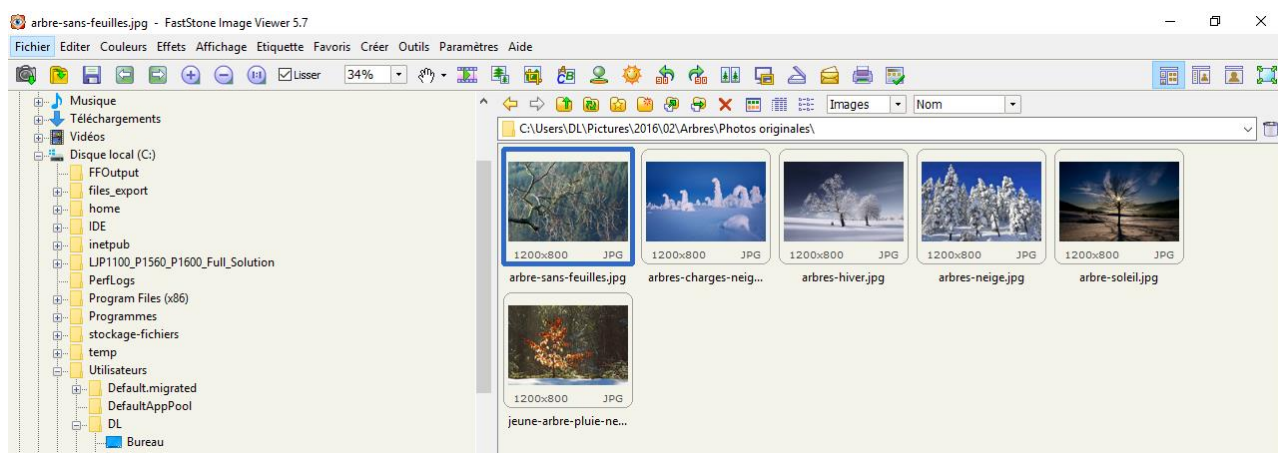 arbre-sans-feuilles.jpg - FastStone Image Viewer 5.7
Fichier Editer Couleurs Effets Affichage Etiquette Favoris Créer Outils Paramètres Aide
1:1 Lisser 34%
Musique
Téléchargements
Vidéos
Disque local (C:)
FFOutput
files_export
home
IDE
inetpub
LJP1100_P1560_P1600_Full_Solution
PerfLogs
Program Files (x86)
Programmes
stockage-fichiers
temp
Utilisateurs
Default.migrated
DefaultAppPool
DL
Bureau
Images Nom
C:\Users\DL\Pictures\2016\02\Arbres\Photos originales\
1200x800 JPG 1200x800 JPG 1200x800 JPG 1200x800 JPG 1200x800 JPG
arbre-sans-feuilles.jpg arbres-charges-neig... arbres-hiver.jpg arbres-neige.jpg arbre-soleil.jpg
1200x800 JPG
jeune-arbre-pluie-ne...